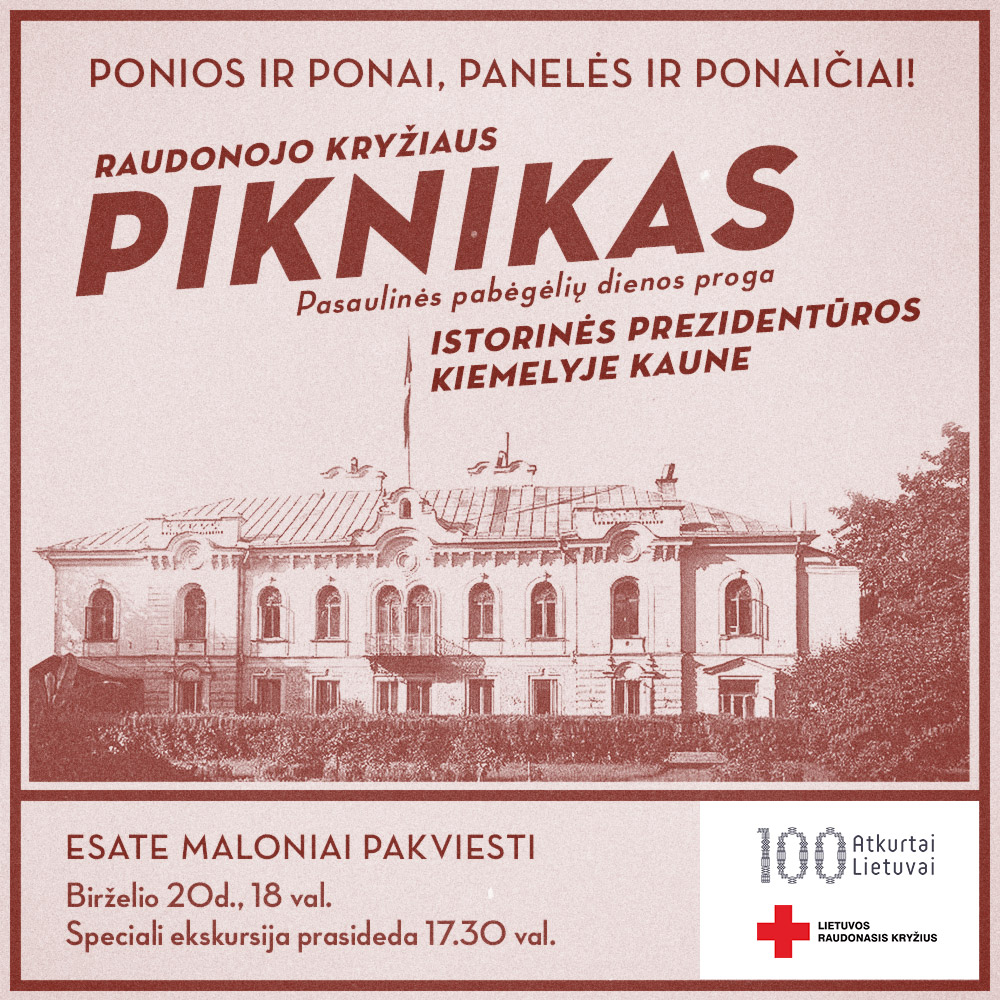 PONIOS IR PONAI, PANELĖS IR PONAIČIAI!
RAUDONOJO KRYŽIAUS
PIKNIKAS
Pasaulinės pabėgėlių dienos proga
ISTORINĖS PREZIDENTŪROS
KIEMELYJE KAUNE
ESATE MALONIAI PAKVIESTI
Birželio 20d., 18 val.
Speciali ekskursija prasideda 17.30 val.
100 Atkurtai
Lietuvai
LIETUVOS
RAUDONASIS KRYŽIUS